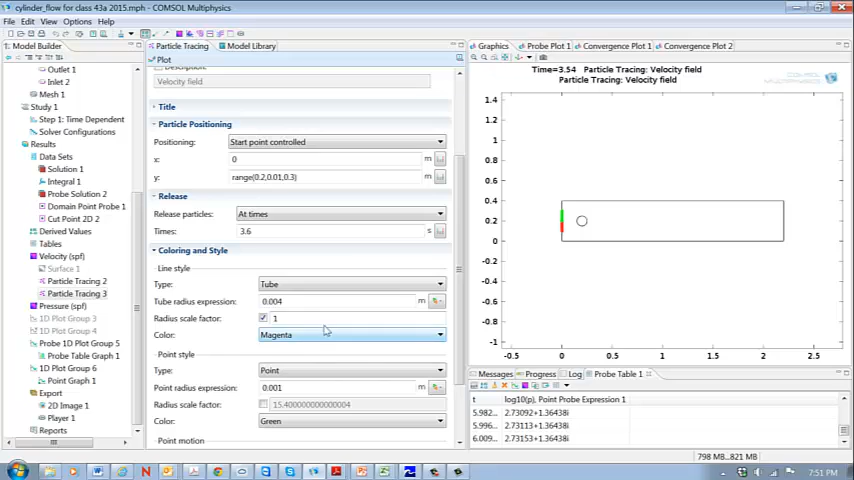 cylinder_flow for class 43a 2015.mph - COMSOL Multiphysics
File Edit View Options Help
Model Builder
Outlet 1
Inlet 2
Mesh 1
Study 1
Step 1: Time Dependent
Solver Configurations
Results
Data Sets
Solution 1
Integral 1
Probe Solution 2
Domain Point Probe 1
Cut Point 2D 2
Derived Values
Tables
Velocity (spf)
Surface 1
Particle Tracing 2
Particle Tracing 3
Pressure (spf)
1D Plot Group 3
1D Plot Group 4
Probe 1D Plot Group 5
Probe Table Graph 1
1D Plot Group 6
Point Graph 1
Export
2D Image 1
Player 1
Reports
Particle Tracing Model Library
Plot
Description:
Velocity field
Title
Particle Positioning
Positioning: Start point controlled
x: 0 m
y: range(0.2,0.01,0.3) m
Release
Release particles: At times
Times: 3.6 s
Coloring and Style
Line style
Type: Tube
Tube radius expression: 0.004 m
Radius scale factor: 1
Color: Magenta
Point style
Type: Point
Point radius expression: 0.001 m
Radius scale factor: 15.400000000000004
Color: Green
Point motion
Graphics Probe Plot 1 Convergence Plot 1 Convergence Plot 2
Time=3.54 Particle Tracing: Velocity field
Particle Tracing: Velocity field
COMSOL
MULTIPHYSICS
1.4
1.2
1
0.8
0.6
0.4
0.2
0
-0.2
-0.4
-0.6
-0.8
-1
-0.5 0 0.5 1 1.5 2 2.5
Messages Progress Log Probe Table 1
t log10(p), Point Probe Expression 1
5.982... 2.73092+1.36438i
5.996... 2.73113+1.36438i
6.009... 2.73153+1.36438i
798 MB...821 MB
7:51 PM